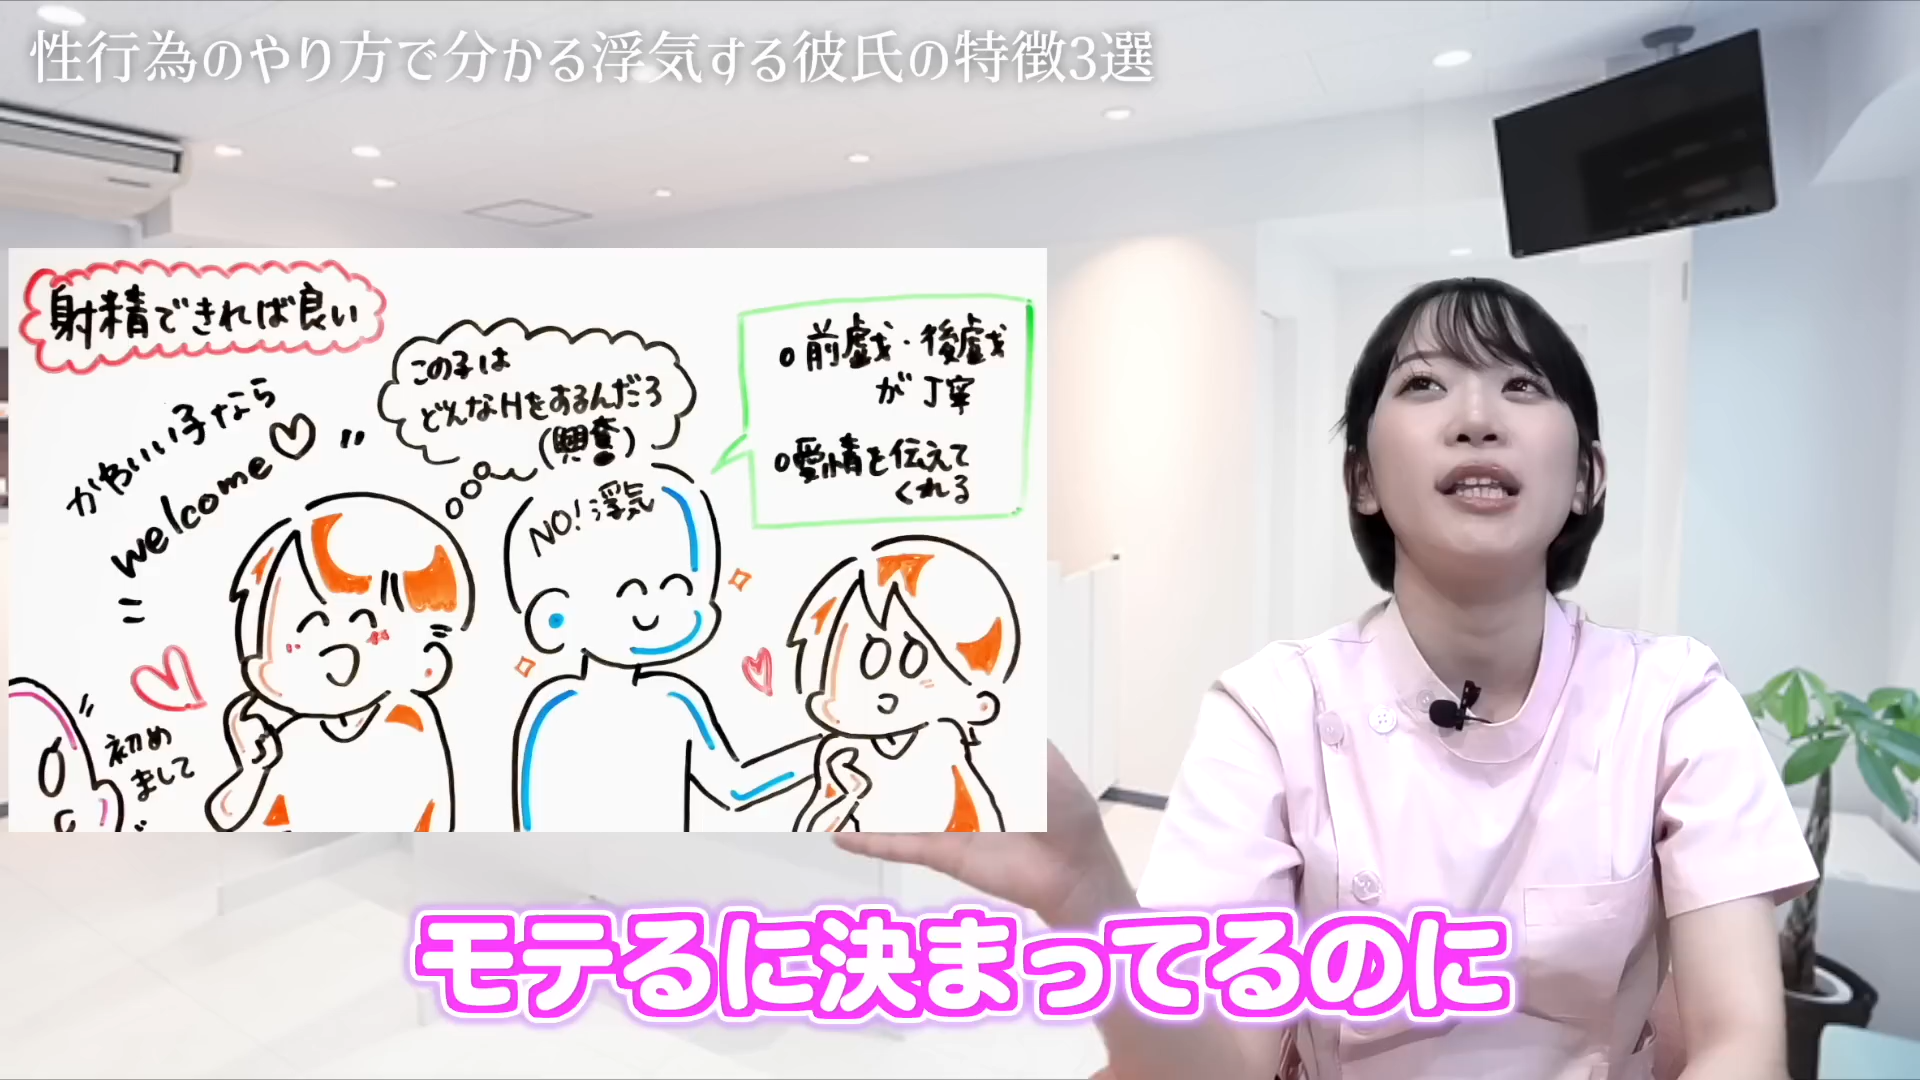 性行為のやり方で分かる浮気する彼氏の特徴3選
射精できれば良い
かわいい子なら
welcome♡
この子は
どんなHをするんだろ
(興奮)
NO!浮気
o前戯・後戯
が丁寧
o愛情を伝えて
くれる
初め
まして
モテるに決まってるのに